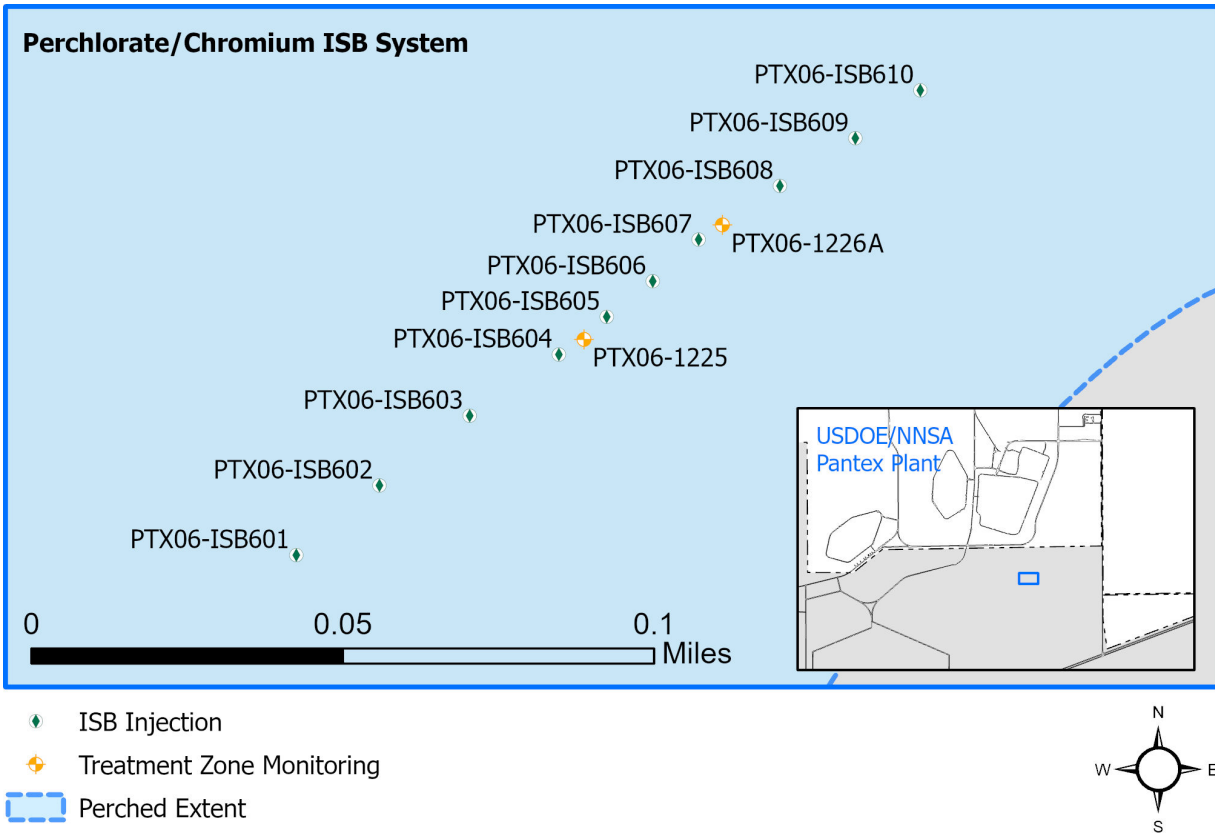 Perchlorate/Chromium ISB System
PTX06-ISB610
PTX06-ISB609
PTX06-ISB608
PTX06-ISB607
PTX06-1226A
PTX06-ISB606
PTX06-ISB605
PTX06-ISB604
PTX06-1225
PTX06-ISB603
PTX06-ISB602
PTX06-ISB601
USDOE/NNSA
Pantex Plant
0 0.05 0.1
Miles
ISB Injection
Treatment Zone Monitoring
Perched Extent
N
W E
S